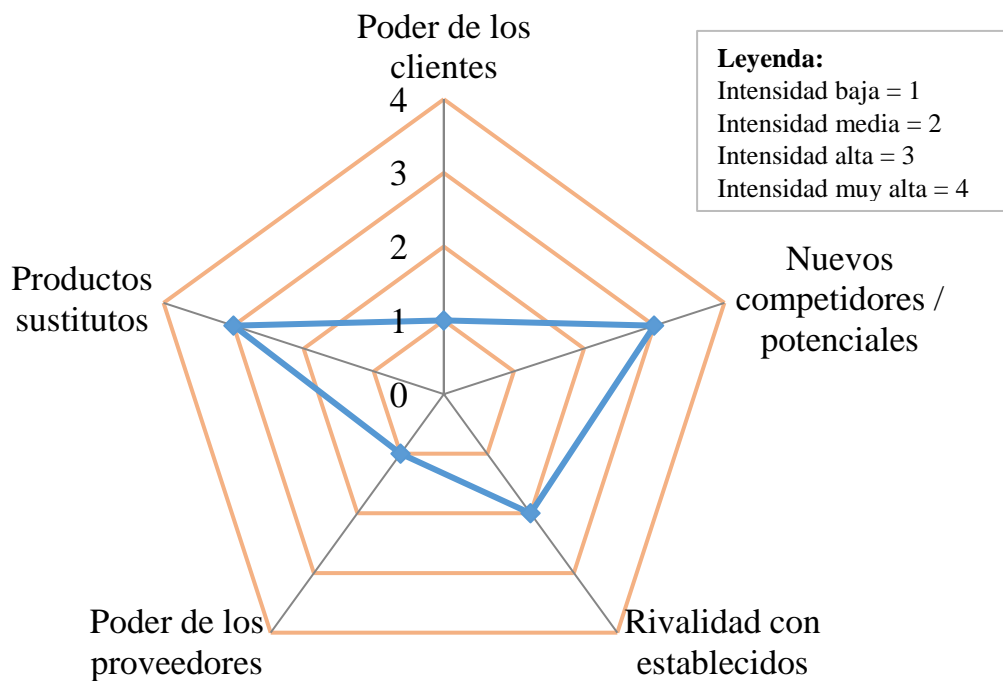 Poder de los
clientes
Leyenda:
Intensidad baja = 1
Intensidad media = 2
Intensidad alta = 3
Intensidad muy alta = 4
4
3
2
1
0
Nuevos
competidores /
potenciales
Productos
sustitutos
Poder de los
proveedores
Rivalidad con
establecidos